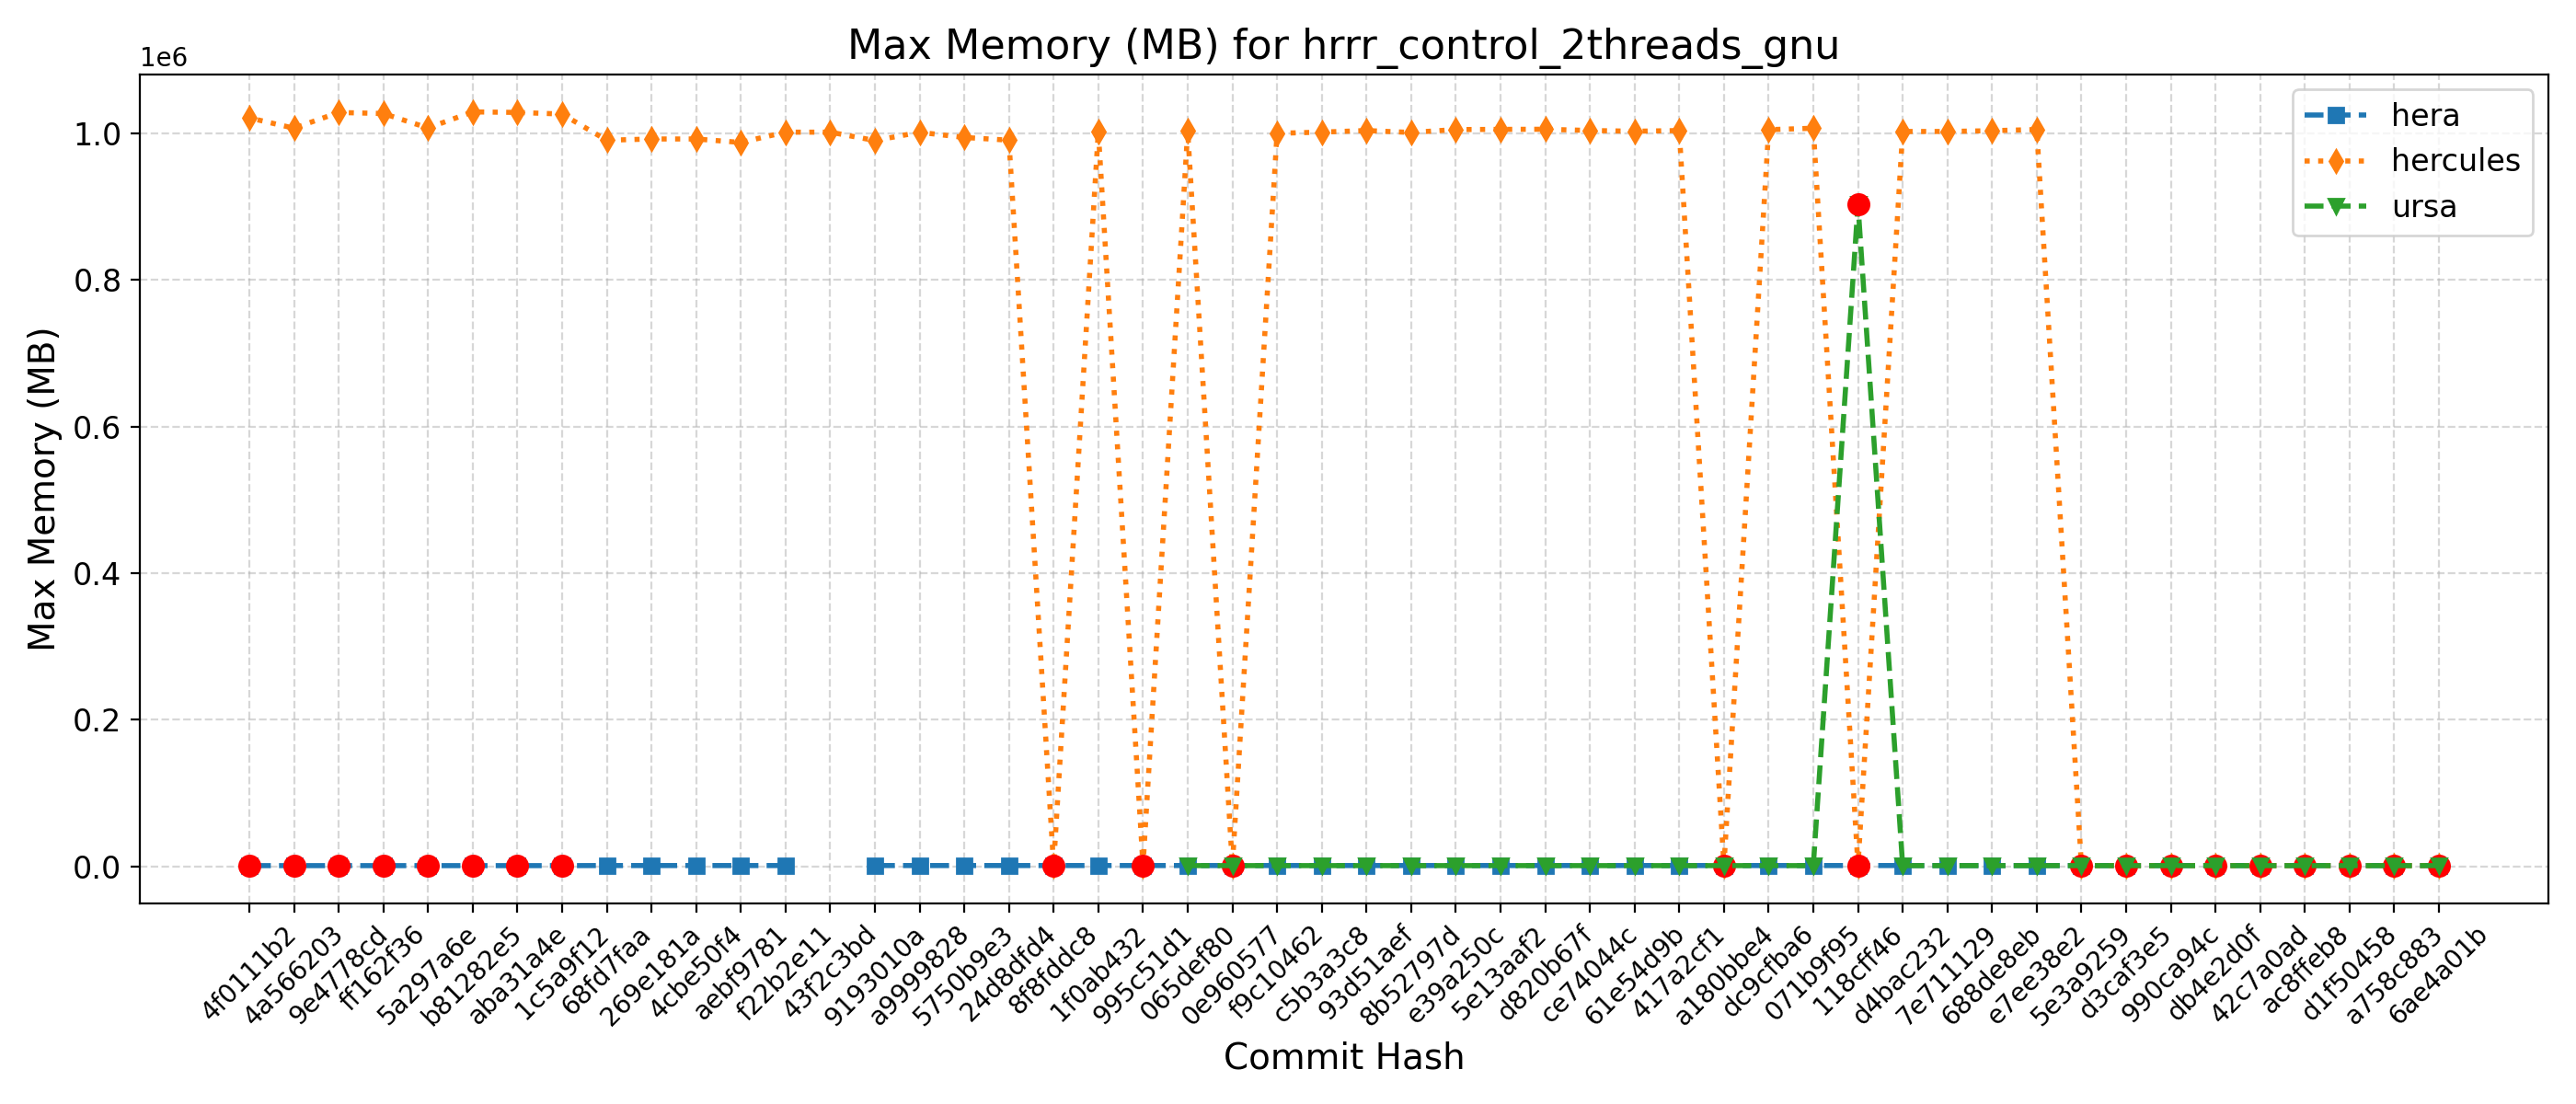 Max Memory (MB) for hrrr_control_2threads_gnu
1e6
1.0
0.8
0.6
0.4
0.2
0.0
Max Memory (MB)
hera
hercules
ursa
4f0111b2
4a566203
9e4778cd
ff162f36
5a297a6e
b81282e5
aba31a4e
1c5a9f12
68fd7faa
269e181a
4cbe50f4
aebf9781
f22b2e11
43f2c3bd
9193010a
a9999828
5750b9e3
24d8dfd4
8f8fddc8
1f0ab432
995c51d1
065def80
0e960577
f9c10462
c5b3a3c8
93d51aef
8b52797d
e39a250c
5e13aaf2
d820b67f
ce74044c
61e54d9b
417a2cf1
a180bbe4
dc9cfba6
071b9f95
118cff46
d4bac232
7e711129
688de8eb
e7ee38e2
5e3a9259
d3caf3e5
990ca94c
db4e2d0f
42c7a0ad
ac8ffeb8
d1f50458
a758c883
6ae4a01b
Commit Hash